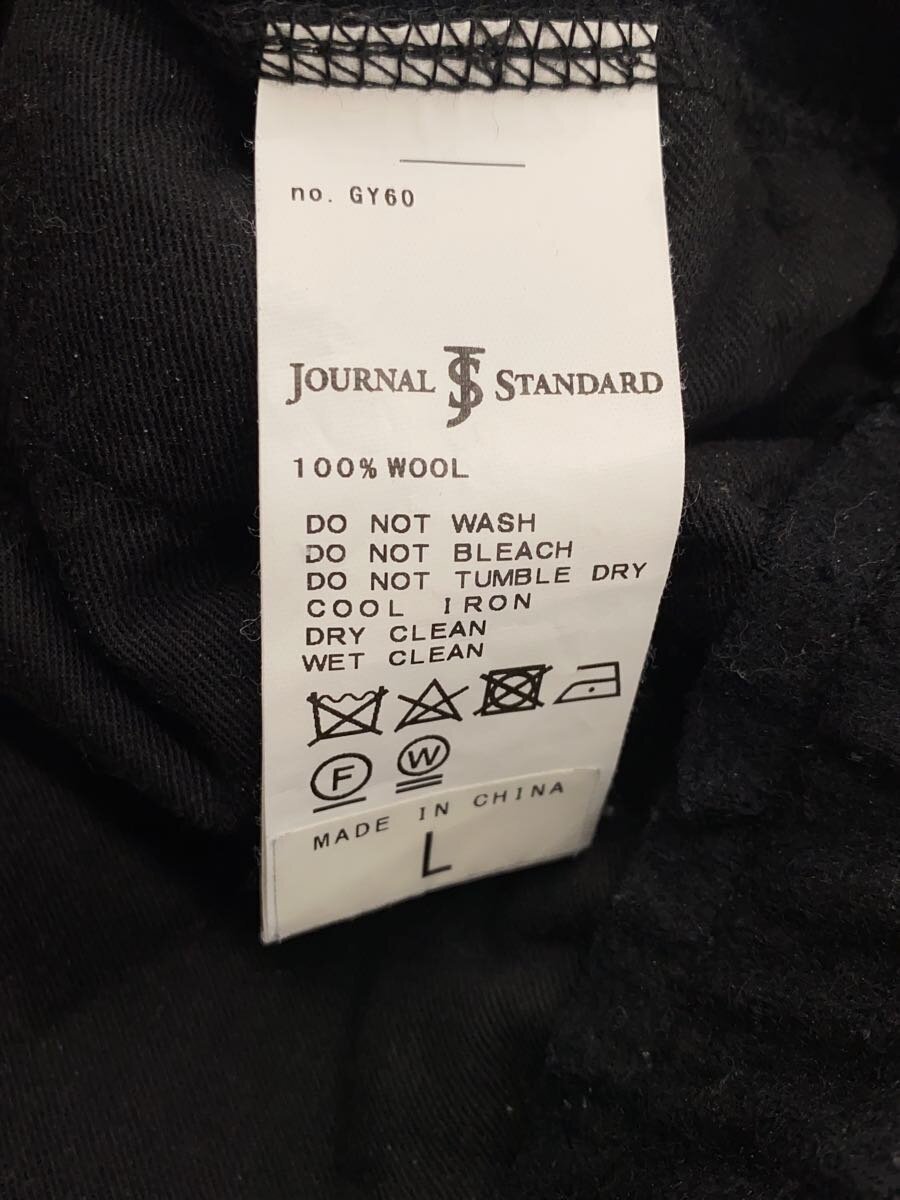 no. GY60
JOURNAL JS STANDARD
100% WOOL
DO NOT WASH
DO NOT BLEACH
DO NOT TUMBLE DRY
COOL IRON
DRY CLEAN
WET CLEAN
F W
MADE IN CHINA
L